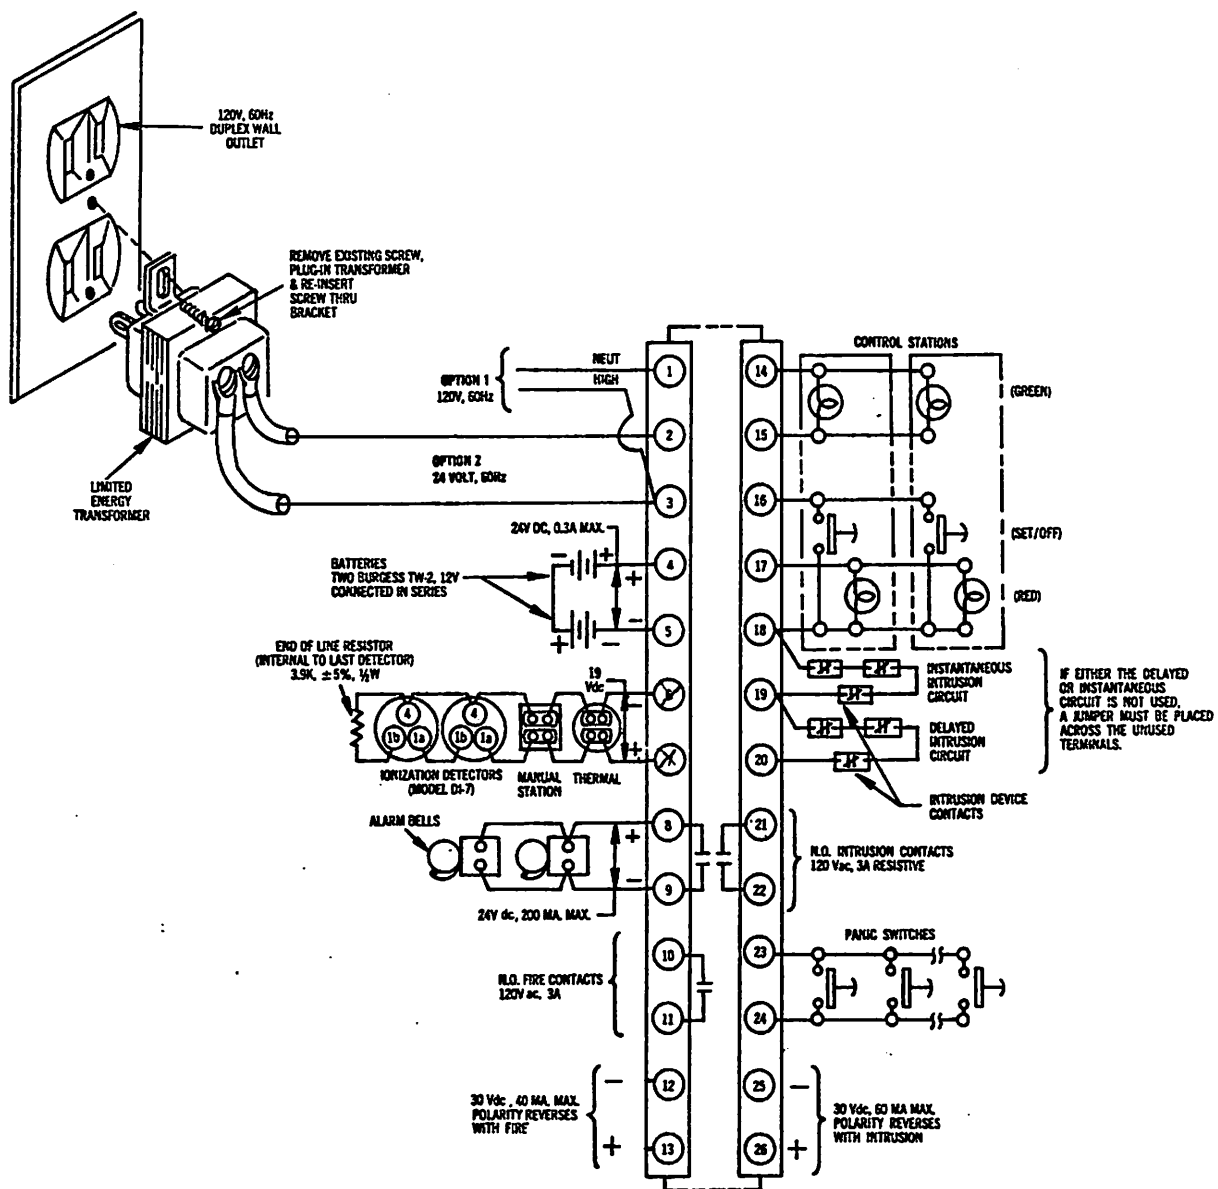 120V, 60Hz
DUPLEX WALL
OUTLET
REMOVE EXISTING SCREW,
PLUG-IN TRANSFORMER
& RE-INSERT
SCREW THRU
BRACKET
LIMITED
ENERGY
TRANSFORMER
OPTION 1
120V, 60Hz
NEUT
HIGH
OPTION 2
24 VOLT, 60Hz
24V DC, 0.3A MAX.
BATTERIES
TWO BURGESS TW-2, 12V
CONNECTED IN SERIES
- +
+ -
+
-
END OF LINE RESISTOR
(INTERNAL TO LAST DETECTOR)
3.9K, ±5%, ½W
19
Vdc
-
+
4
1b 1a
4
1b 1a
IONIZATION DETECTORS
(MODEL DI-7)
MANUAL
STATION
THERMAL
ALARM BELLS
+
-
24V dc, 200 MA. MAX.
N.O. FIRE CONTACTS
120V ac, 3A
30 Vdc, 40 MA. MAX.
POLARITY REVERSES
WITH FIRE
-
+
1
2
3
4
5
8
9
10
11
12
13
14
15
16
17
18
19
20
21
22
23
24
25
26
CONTROL STATIONS
(GREEN)
(SET/OFF)
(RED)
INSTANTANEOUS
INTRUSION
CIRCUIT
DELAYED
INTRUSION
CIRCUIT
IF EITHER THE DELAYED
OR INSTANTANEOUS
CIRCUIT IS NOT USED,
A JUMPER MUST BE PLACED
ACROSS THE UNUSED
TERMINALS.
INTRUSION DEVICE
CONTACTS
N.O. INTRUSION CONTACTS
120 Vac, 3A RESISTIVE
PANIC SWITCHES
-
+
30 Vdc, 60 MA MAX.
POLARITY REVERSES
WITH INTRUSION